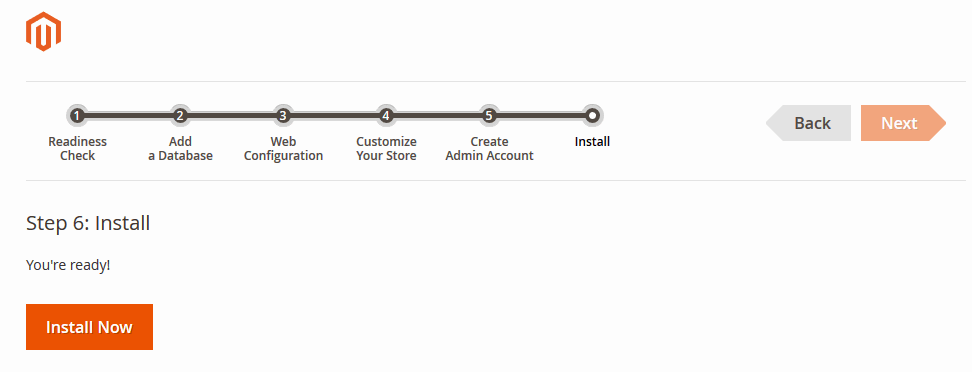 1 2 3 4 5
Readiness Check
Add a Database
Web Configuration
Customize Your Store
Create Admin Account
Install
Back
Next
Step 6: Install
You're ready!
Install Now